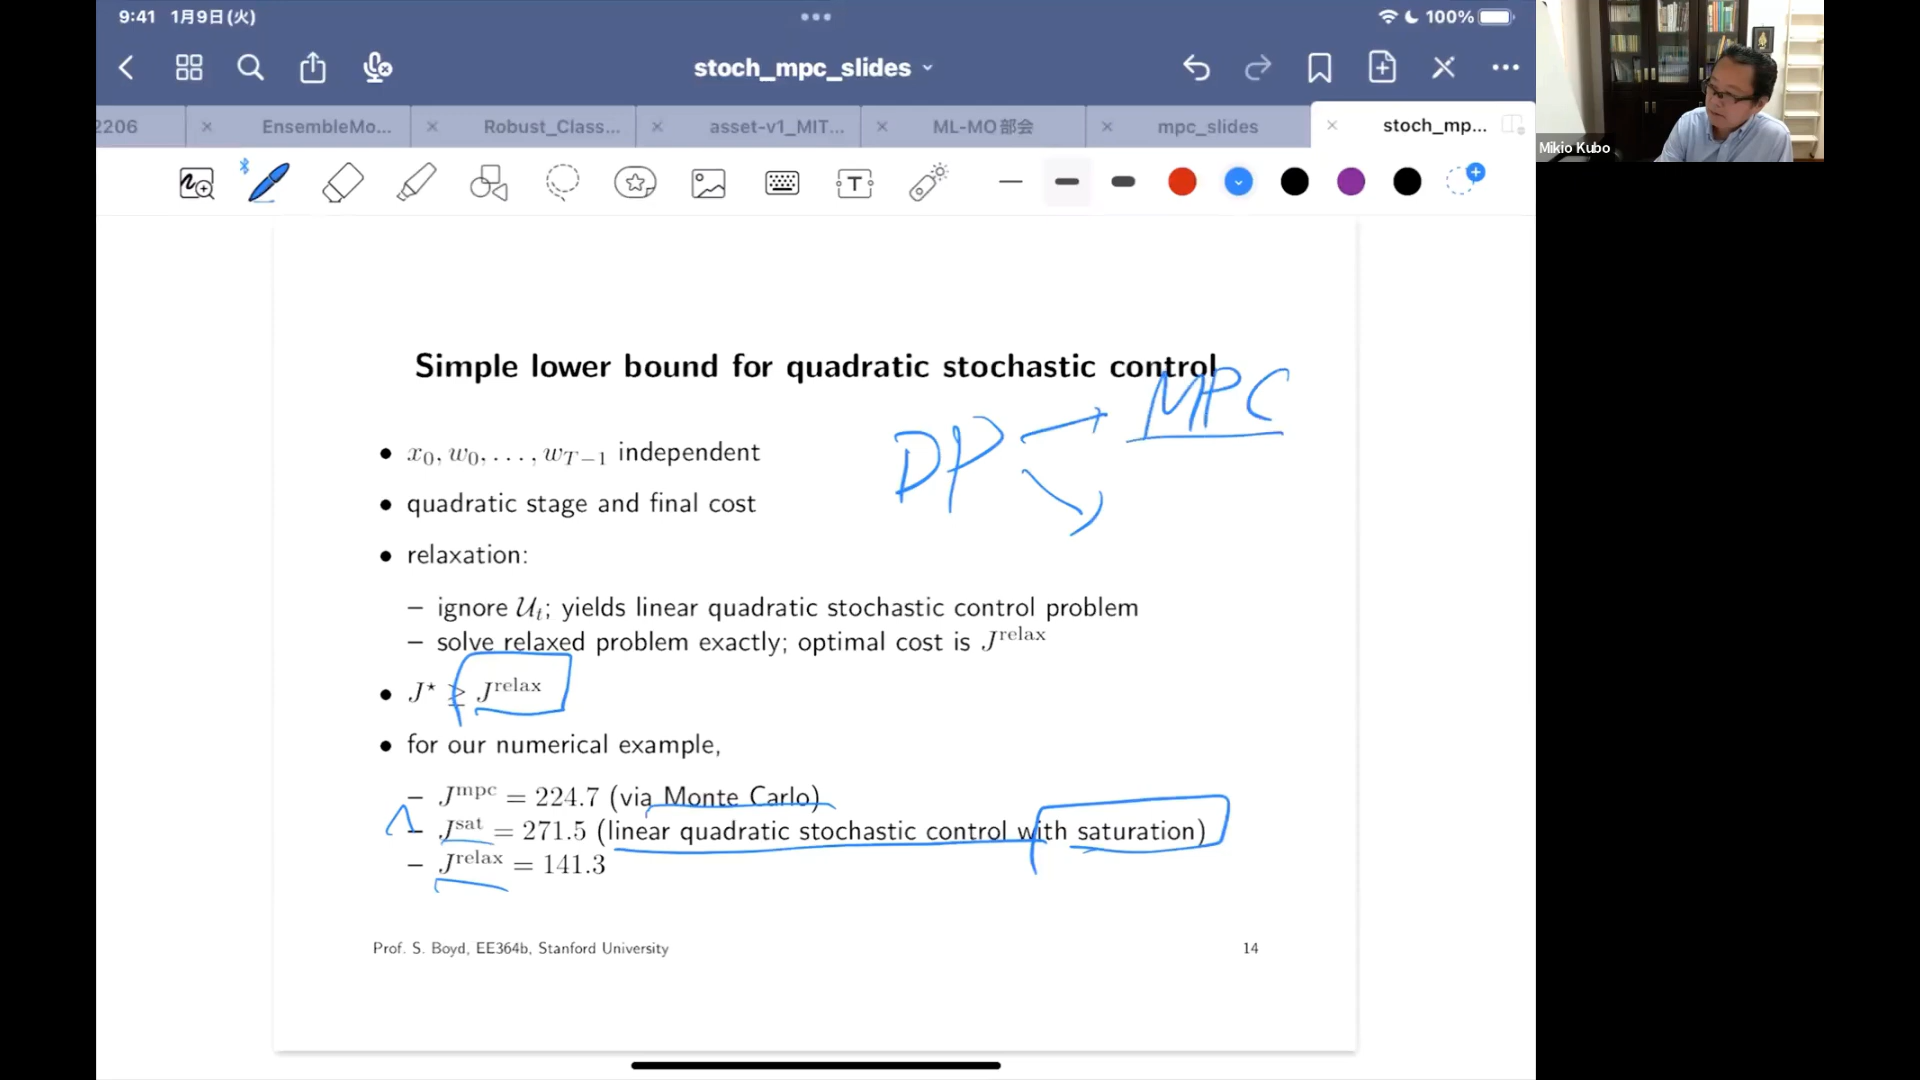 9:41 1月9日(火)
100%
stoch_mpc_slides
2206
EnsembleMo...
Robust_Class...
asset-v1_MIT...
ML-MO部会
mpc_slides
stoch_mp...
Mikio Kubo
Simple lower bound for quadratic stochastic control
DP
MPC
• x₀, w₀, . . . , w_{T−1} independent
• quadratic stage and final cost
• relaxation:
– ignore 𝒰ₜ; yields linear quadratic stochastic control problem
– solve relaxed problem exactly; optimal cost is J^relax
• J⋆ ≥ J^relax
• for our numerical example,
– J^mpc = 224.7 (via Monte Carlo)
– J^sat = 271.5 (linear quadratic stochastic control with saturation)
– J^relax = 141.3
Prof. S. Boyd, EE364b, Stanford University
14